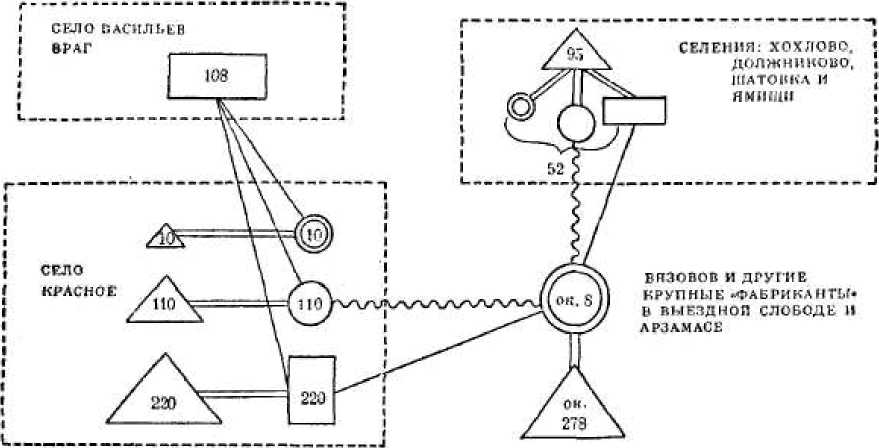 СЕЛО ВАСИЛЬЕВ
ВРАГ
108
95
СЕЛЕНИЯ: ХОХЛОВО,
ДОЛЖНИКОВО,
ШАТОВКА И
ЯМИЩИ
52
СЕЛО
КРАСНОЕ
10
10
110
110
220
220
ок. 8
ВЯЗОВОВ И ДРУГИЕ
КРУПНЫЕ «ФАБРИКАНТЫ»
В ВЫЕЗДНОЙ СЛОБОДЕ И
АРЗАМАСЕ
ок.
278